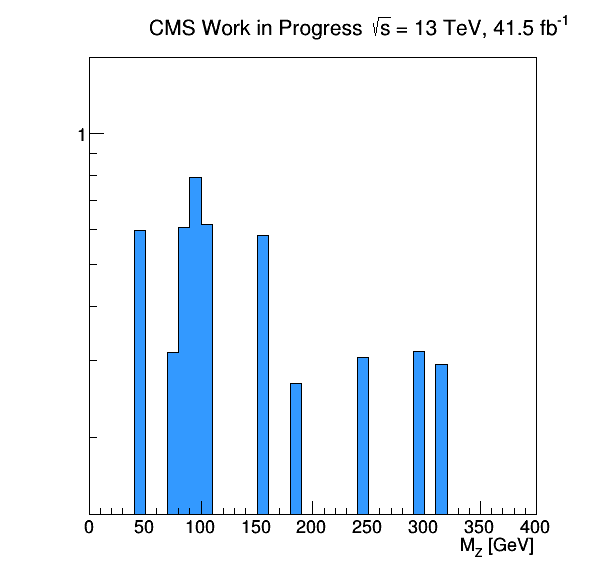 CMS Work in Progress √s = 13 TeV, 41.5 fb⁻¹
1
0 50 100 150 200 250 300 350 400
M_Z [GeV]